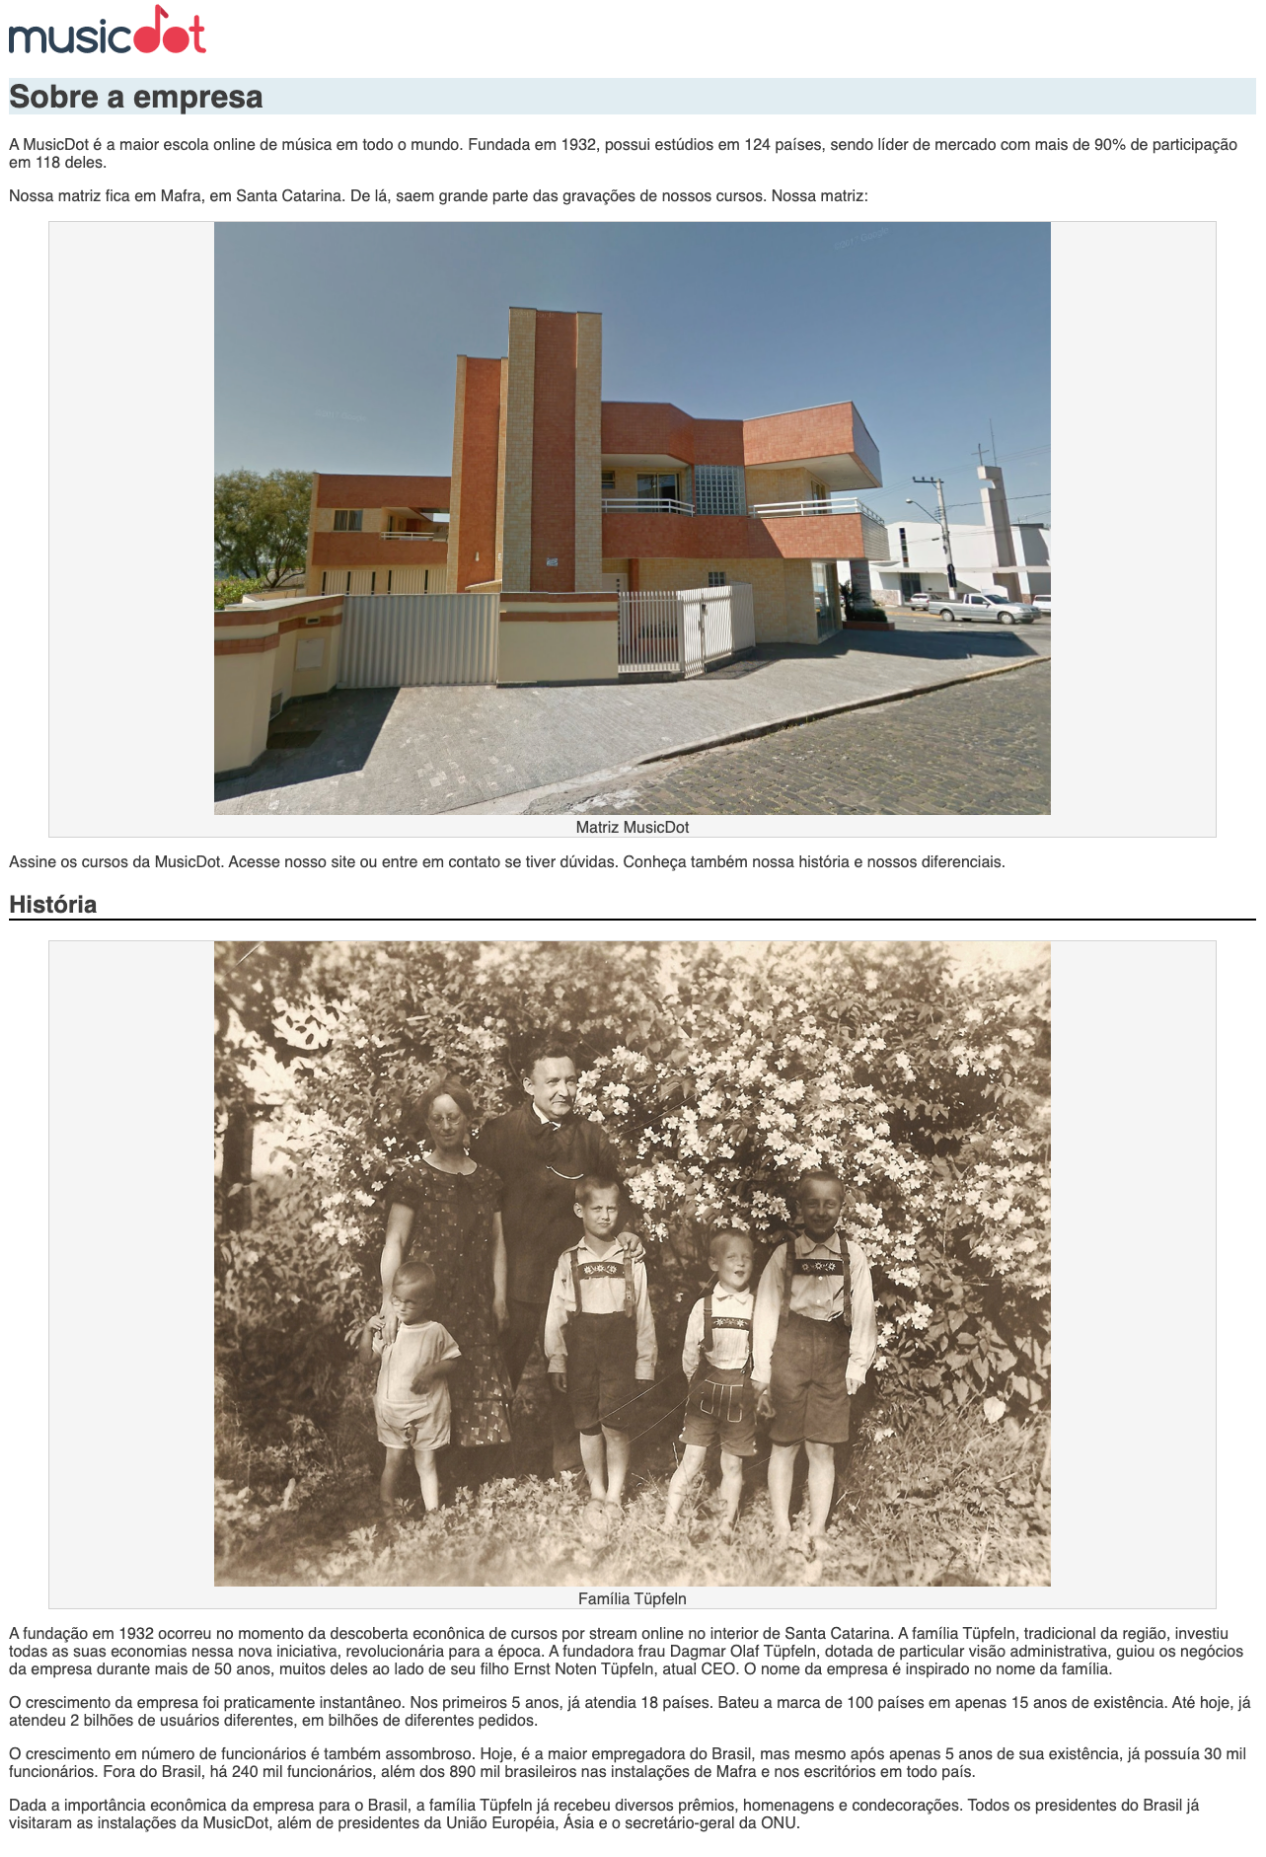 musicdot
Sobre a empresa
A MusicDot é a maior escola online de música em todo o mundo. Fundada em 1932, possui estúdios em 124 países, sendo líder de mercado com mais de 90% de participação
em 118 deles.
Nossa matriz fica em Mafra, em Santa Catarina. De lá, saem grande parte das gravações de nossos cursos. Nossa matriz:
Matriz MusicDot
Assine os cursos da MusicDot. Acesse nosso site ou entre em contato se tiver dúvidas. Conheça também nossa história e nossos diferenciais.
História
Família Tüpfeln
A fundação em 1932 ocorreu no momento da descoberta econônica de cursos por stream online no interior de Santa Catarina. A família Tüpfeln, tradicional da região, investiu
todas as suas economias nessa nova iniciativa, revolucionária para a época. A fundadora frau Dagmar Olaf Tüpfeln, dotada de particular visão administrativa, guiou os negócios
da empresa durante mais de 50 anos, muitos deles ao lado de seu filho Ernst Noten Tüpfeln, atual CEO. O nome da empresa é inspirado no nome da família.
O crescimento da empresa foi praticamente instantâneo. Nos primeiros 5 anos, já atendia 18 países. Bateu a marca de 100 países em apenas 15 anos de existência. Até hoje, já
atendeu 2 bilhões de usuários diferentes, em bilhões de diferentes pedidos.
O crescimento em número de funcionários é também assombroso. Hoje, é a maior empregadora do Brasil, mas mesmo após apenas 5 anos de sua existência, já possuía 30 mil
funcionários. Fora do Brasil, há 240 mil funcionários, além dos 890 mil brasileiros nas instalações de Mafra e nos escritórios em todo país.
Dada a importância econômica da empresa para o Brasil, a família Tüpfeln já recebeu diversos prêmios, homenagens e condecorações. Todos os presidentes do Brasil já
visitaram as instalações da MusicDot, além de presidentes da União Européia, Ásia e o secretário-geral da ONU.